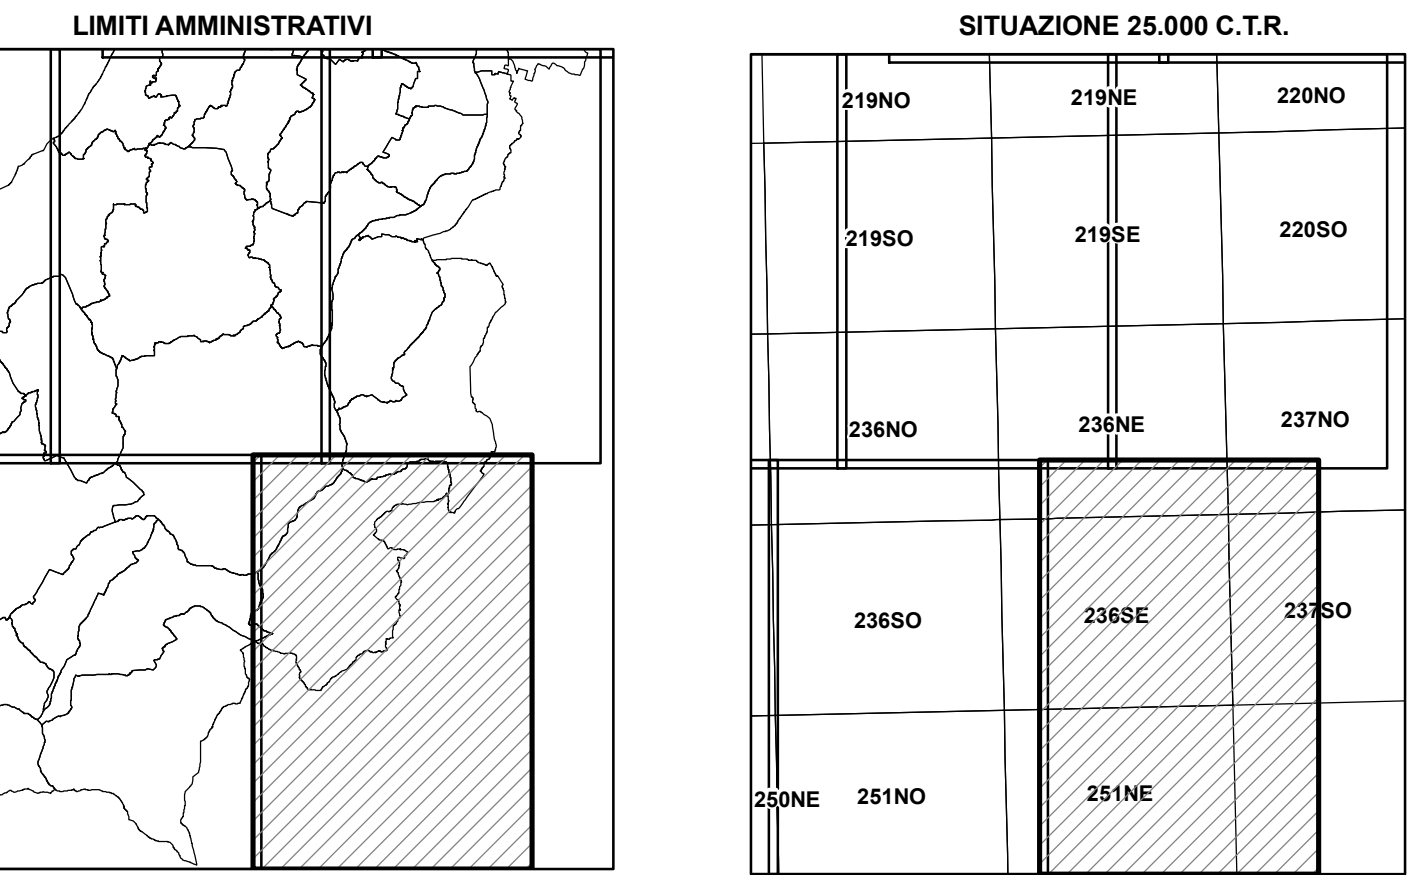 LIMITI AMMINISTRATIVI
SITUAZIONE 25.000 C.T.R.
219NO
219NE
220NO
219SO
219SE
220SO
236NO
236NE
237NO
236SO
236SE
237SO
250NE
251NO
251NE